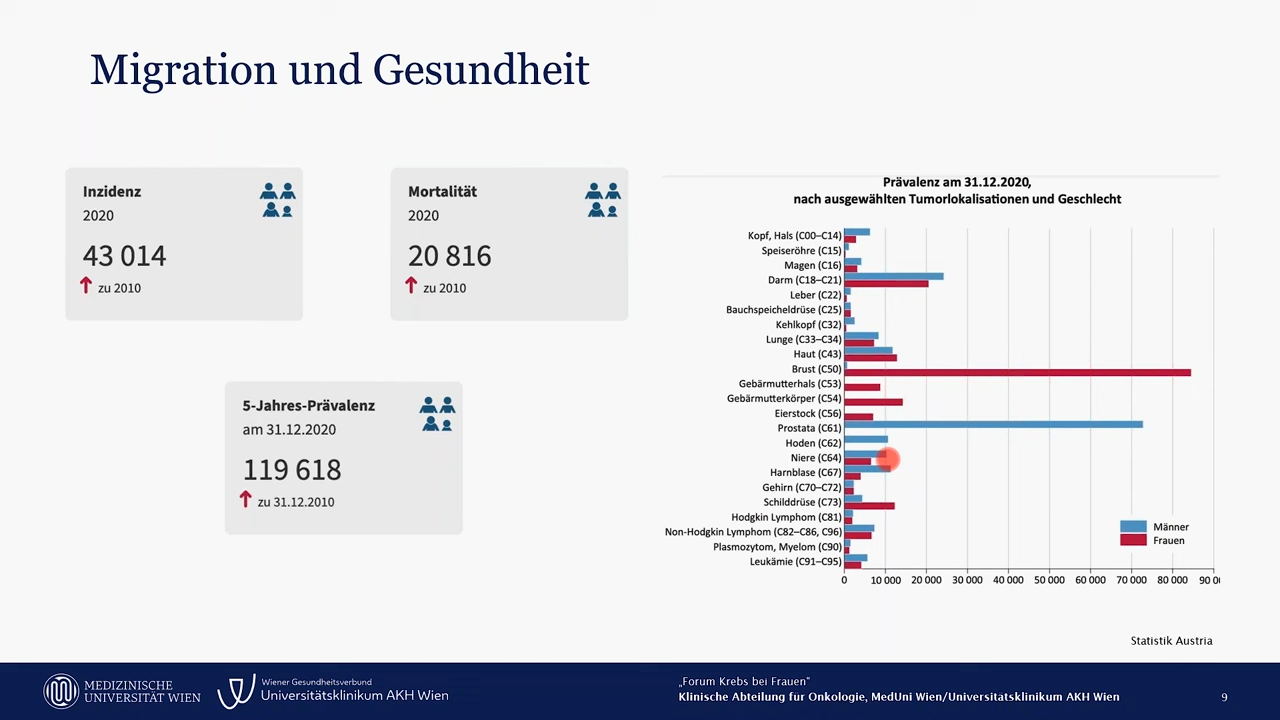 Migration und Gesundheit
Inzidenz
2020
43 014
zu 2010
Mortalität
2020
20 816
zu 2010
5-Jahres-Prävalenz
am 31.12.2020
119 618
zu 31.12.2010
Prävalenz am 31.12.2020,
nach ausgewählten Tumorlokalisationen und Geschlecht
Kopf, Hals (C00–C14)
Speiseröhre (C15)
Magen (C16)
Darm (C18–C21)
Leber (C22)
Bauchspeicheldrüse (C25)
Kehlkopf (C32)
Lunge (C33–C34)
Haut (C43)
Brust (C50)
Gebärmutterhals (C53)
Gebärmutterkörper (C54)
Eierstock (C56)
Prostata (C61)
Hoden (C62)
Niere (C64)
Harnblase (C67)
Gehirn (C70–C72)
Schilddrüse (C73)
Hodgkin Lymphom (C81)
Non-Hodgkin Lymphom (C82–C86, C96)
Plasmozytom, Myelom (C90)
Leukämie (C91–C95)
Männer
Frauen
0 10 000 20 000 30 000 40 000 50 000 60 000 70 000 80 000 90 0
Statistik Austria
MEDIZINISCHE
UNIVERSITÄT WIEN
Wiener Gesundheitsverbund
Universitätsklinikum AKH Wien
„Forum Krebs bei Frauen"
Klinische Abteilung für Onkologie, MedUni Wien/Universitätsklinikum AKH Wien
9